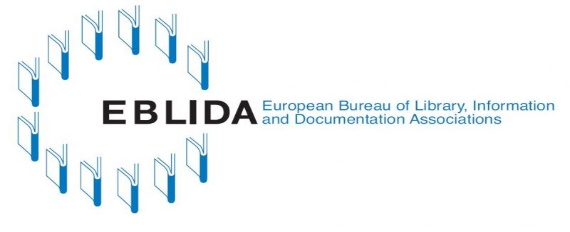 EBLIDA
European Bureau of Library, Information
and Documentation Associations